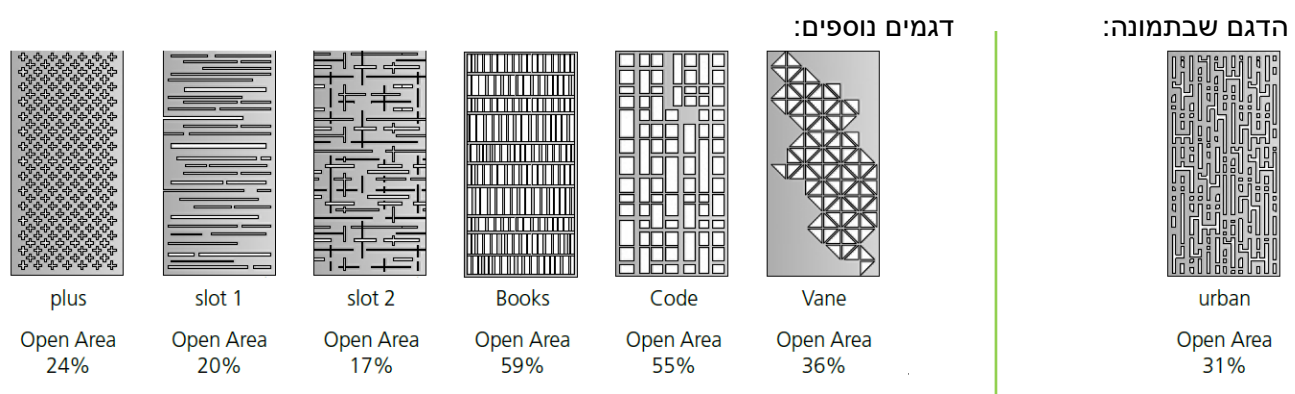 הדגם שבתמונה:
דגמים נוספים:
plus
slot 1
slot 2
Books
Code
Vane
urban
Open Area
24%
Open Area
20%
Open Area
17%
Open Area
59%
Open Area
55%
Open Area
36%
Open Area
31%